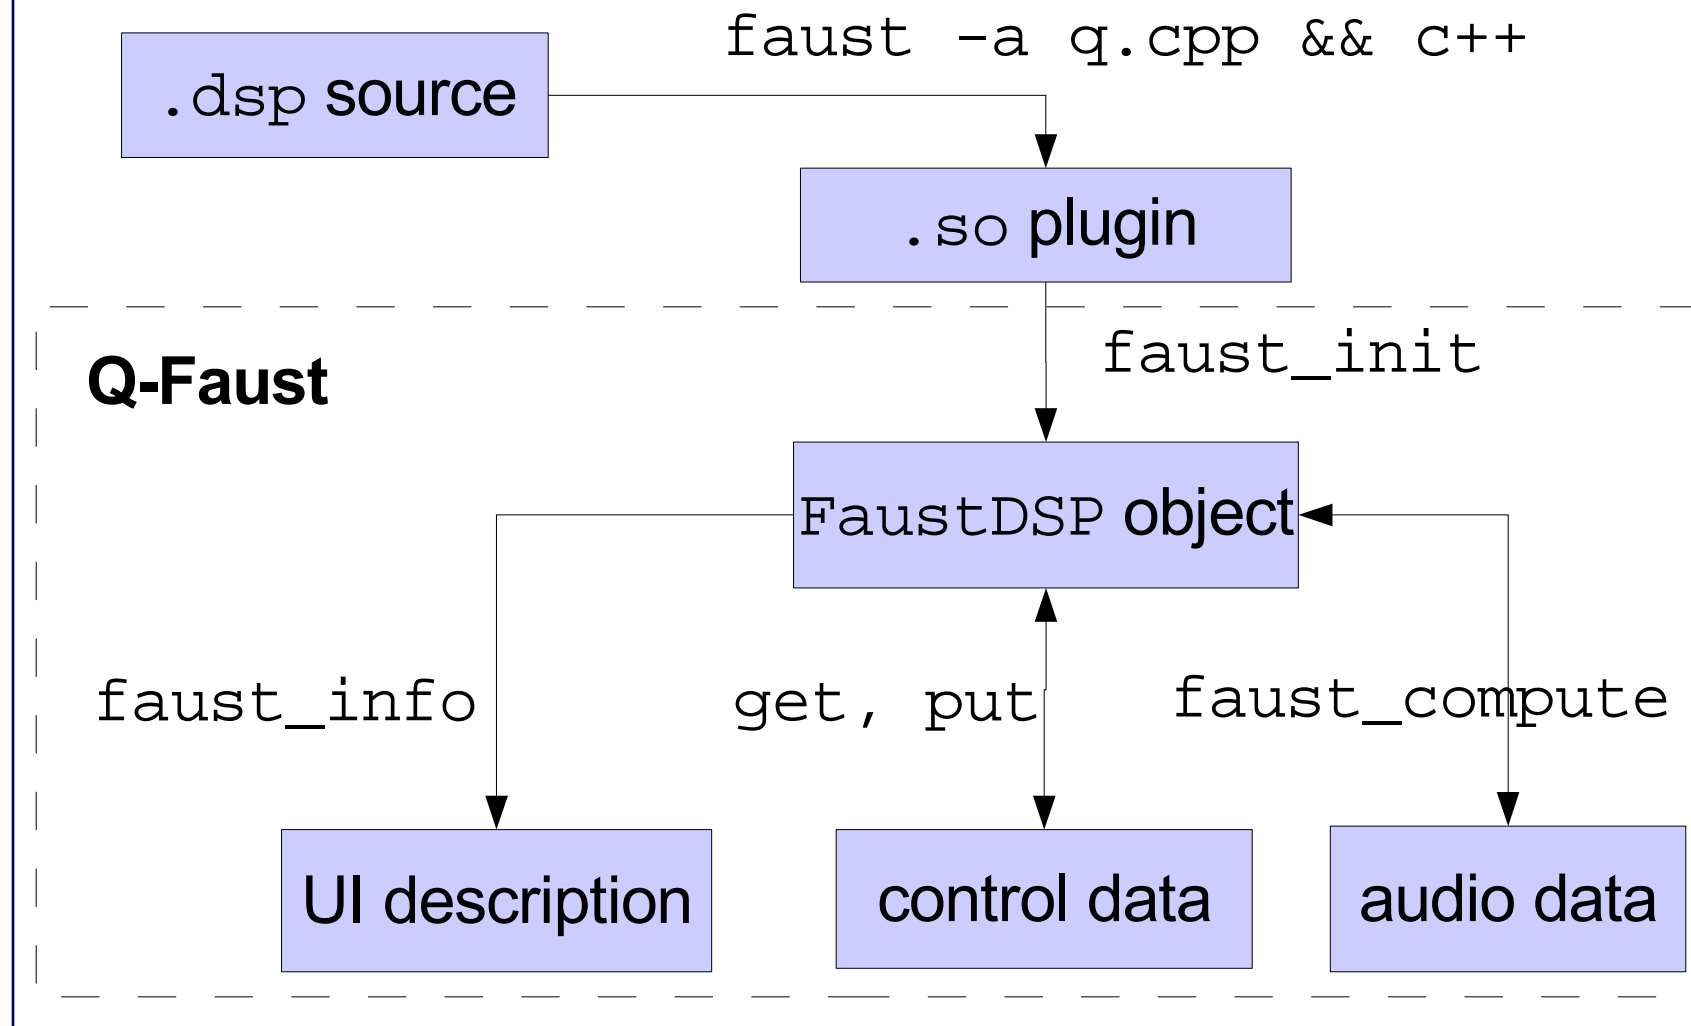 faust -a q.cpp && c++
.dsp source
.so plugin
faust_init
Q-Faust
FaustDSP object
faust_info
get, put
faust_compute
UI description
control data
audio data